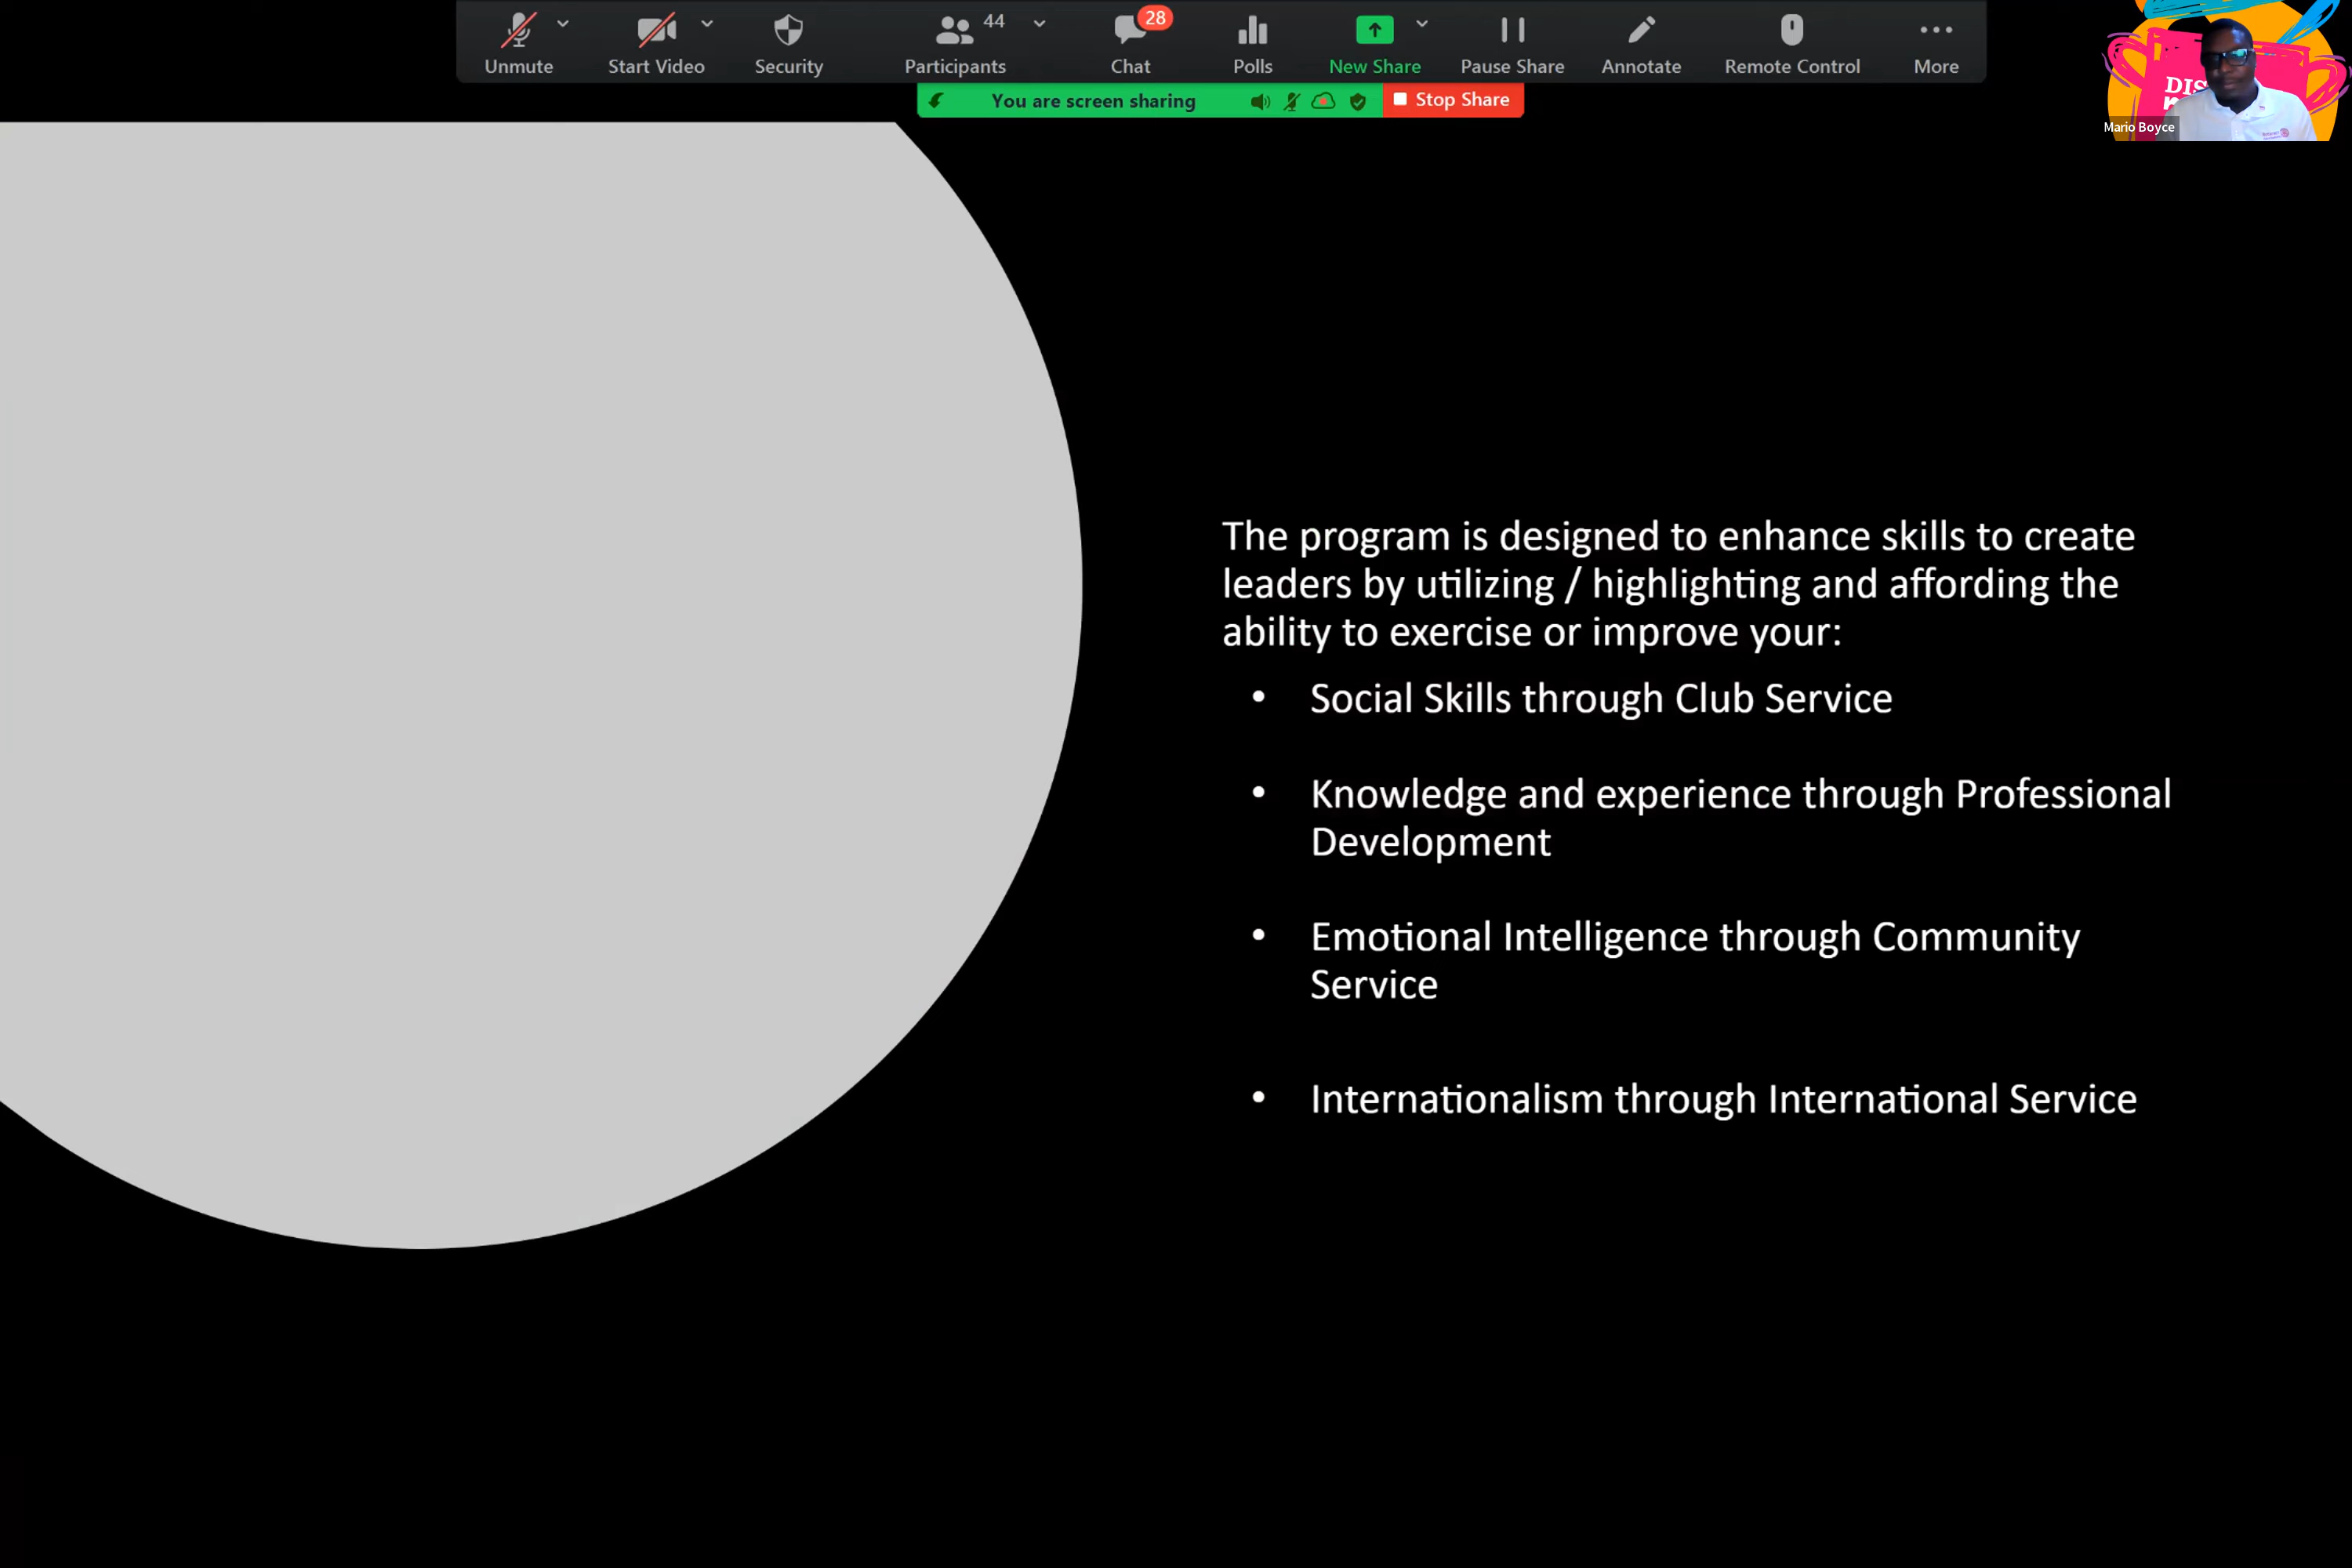 Unmute
Start Video
Security
Participants 44
Chat 28
Polls
New Share
Pause Share
Annotate
Remote Control
More
You are screen sharing
Stop Share
DIS
Mario Boyce
The program is designed to enhance skills to create
leaders by utilizing / highlighting and affording the
ability to exercise or improve your:
• Social Skills through Club Service
• Knowledge and experience through Professional
Development
• Emotional Intelligence through Community
Service
• Internationalism through International Service